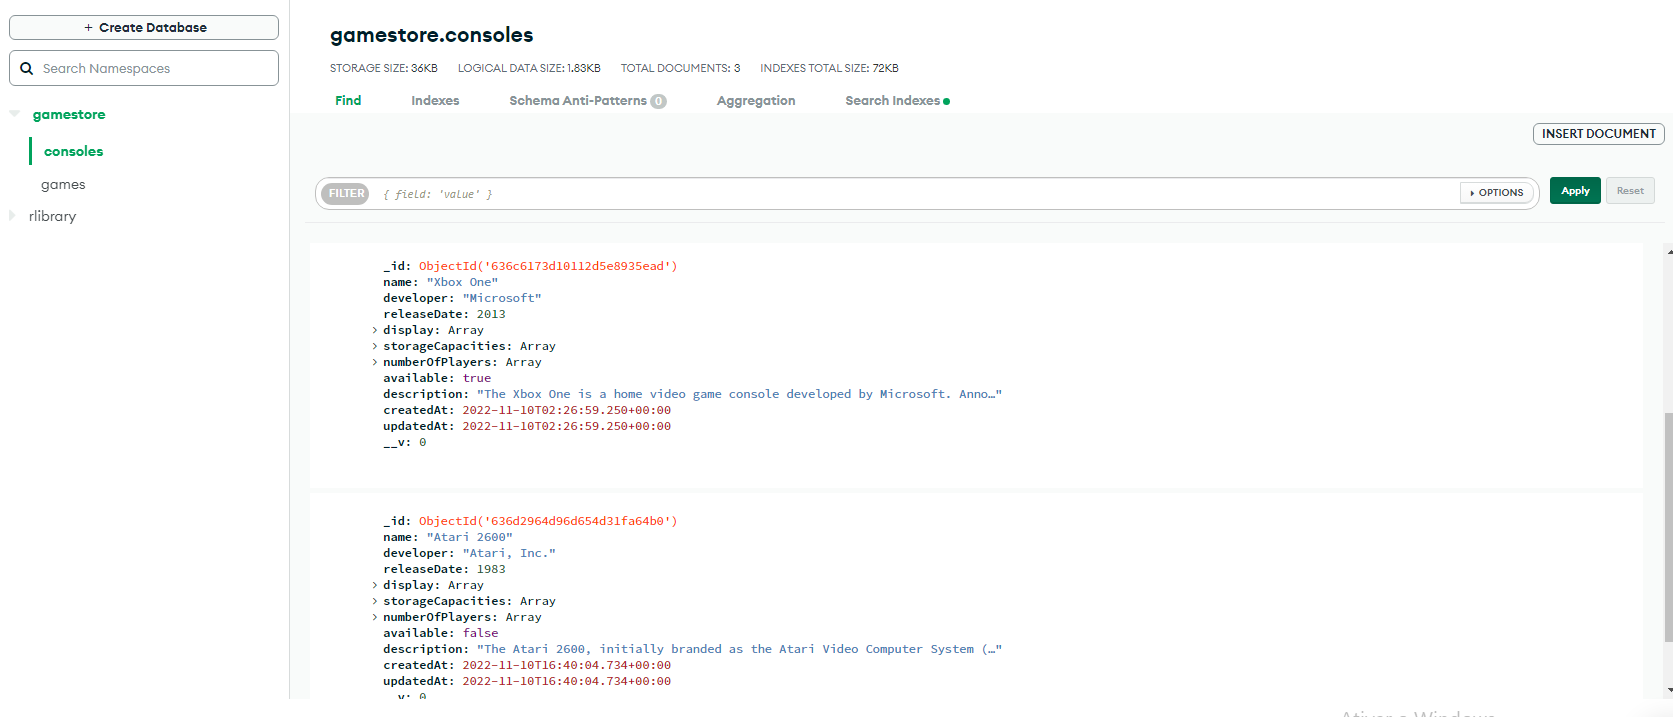 + Create Database
Search Namespaces
gamestore
consoles
games
rlibrary
gamestore.consoles
STORAGE SIZE: 36KB LOGICAL DATA SIZE: 1.83KB TOTAL DOCUMENTS: 3 INDEXES TOTAL SIZE: 72KB
Find Indexes Schema Anti-Patterns 0 Aggregation Search Indexes
INSERT DOCUMENT
FILTER { field: 'value' } OPTIONS Apply Reset
_id: ObjectId('636c6173d10112d5e8935ead')
name: "Xbox One"
developer: "Microsoft"
releaseDate: 2013
display: Array
storageCapacities: Array
numberOfPlayers: Array
available: true
description: "The Xbox One is a home video game console developed by Microsoft. Anno…"
createdAt: 2022-11-10T02:26:59.250+00:00
updatedAt: 2022-11-10T02:26:59.250+00:00
__v: 0
_id: ObjectId('636d2964d96d654d31fa64b0')
name: "Atari 2600"
developer: "Atari, Inc."
releaseDate: 1983
display: Array
storageCapacities: Array
numberOfPlayers: Array
available: false
description: "The Atari 2600, initially branded as the Atari Video Computer System (…"
createdAt: 2022-11-10T16:40:04.734+00:00
updatedAt: 2022-11-10T16:40:04.734+00:00
__v: 0
Ativar o Windows